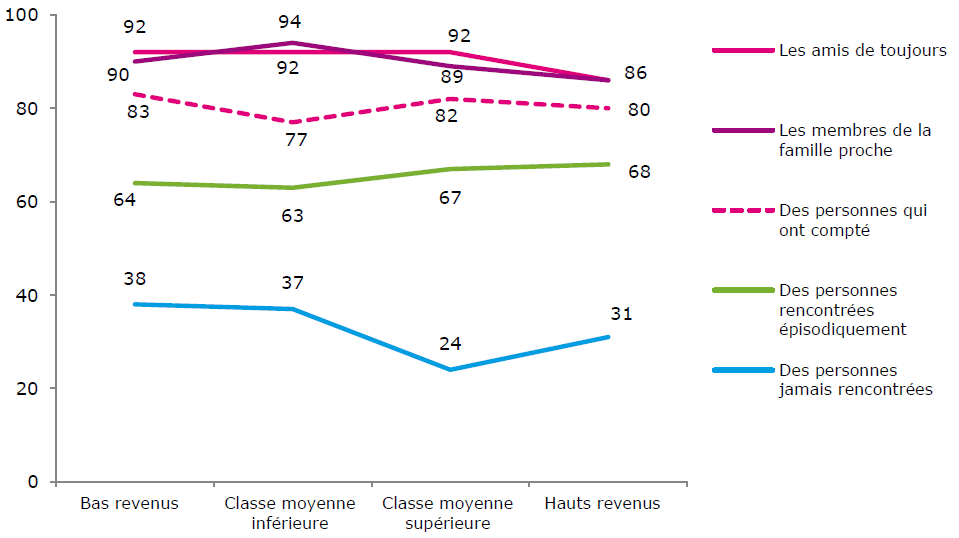 100
80
60
40
20
0
92
94
92
90
92
89
86
83
77
82
80
64
63
67
68
38
37
24
31
Bas revenus
Classe moyenne
inférieure
Classe moyenne
supérieure
Hauts revenus
Les amis de toujours
Les membres de la
famille proche
Des personnes qui
ont compté
Des personnes
rencontrées
épisodiquement
Des personnes
jamais rencontrées